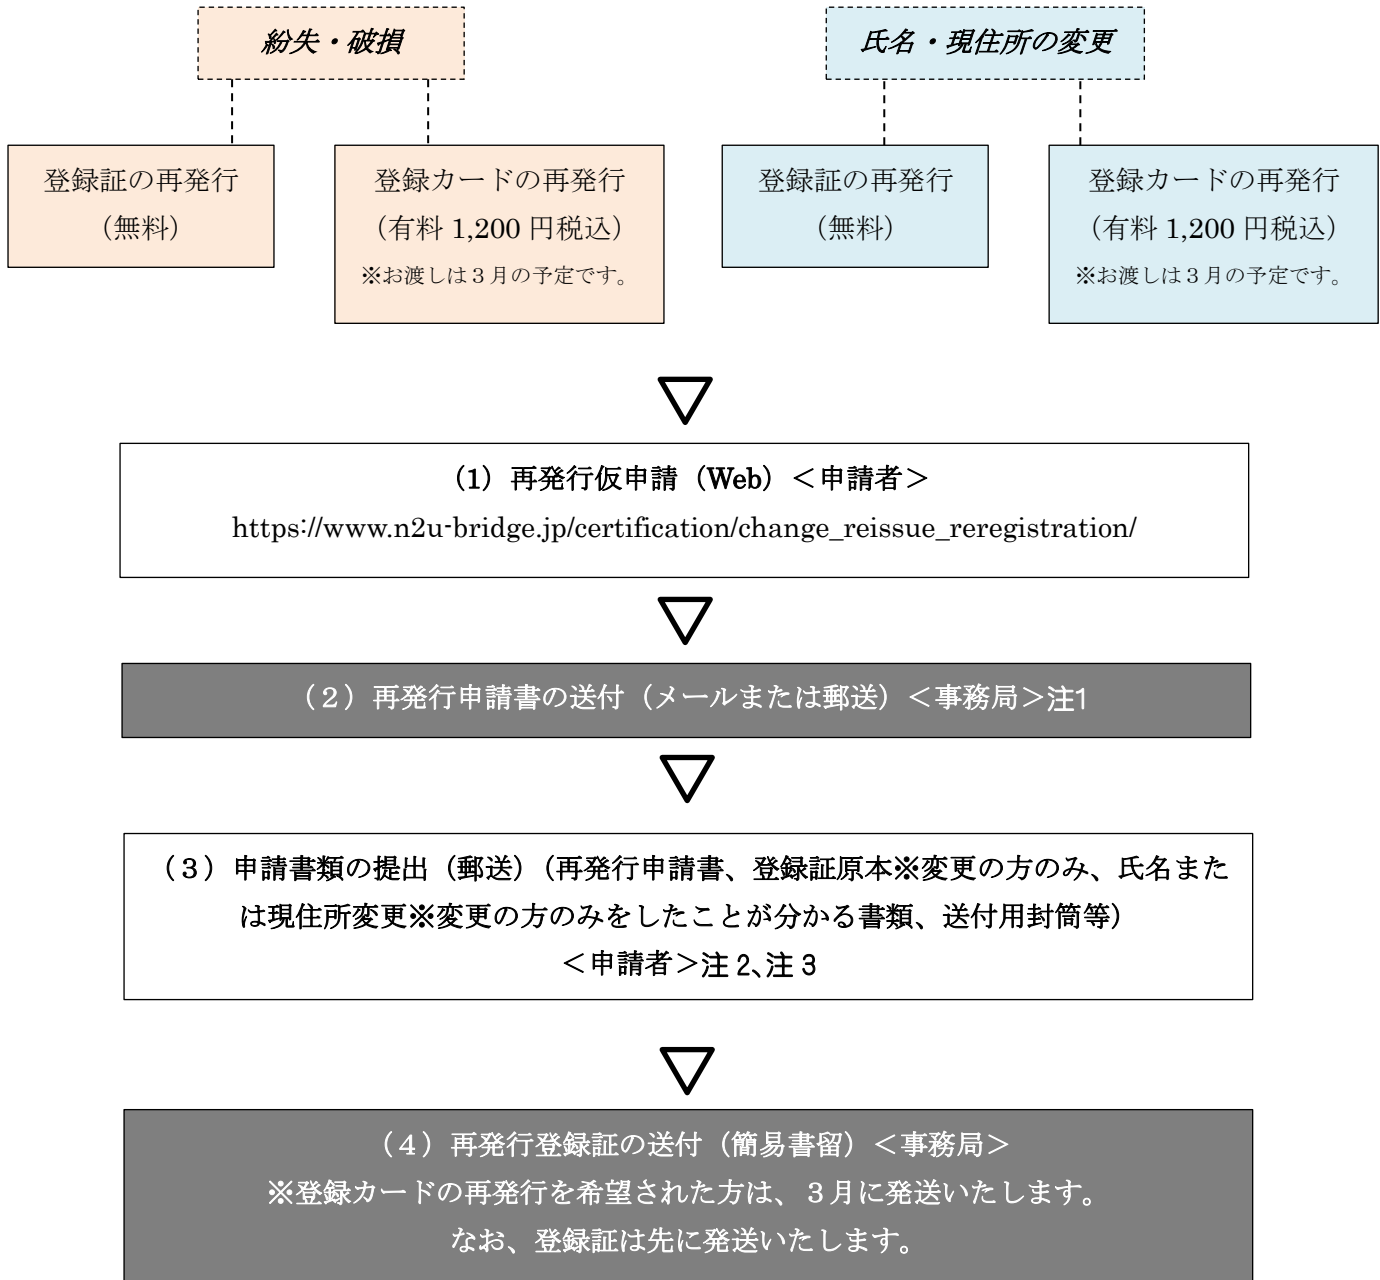 紛失・破損
氏名・現住所の変更
登録証の再発行
（無料）
登録カードの再発行
（有料 1,200 円税込）
※お渡しは３月の予定です。
登録証の再発行
（無料）
登録カードの再発行
（有料 1,200 円税込）
※お渡しは３月の予定です。
（1）再発行仮申請（Web）＜申請者＞
https://www.n2u-bridge.jp/certification/change_reissue_reregistration/
（２）再発行申請書の送付（メールまたは郵送）＜事務局＞注1
（３）申請書類の提出（郵送）（再発行申請書、登録証原本※変更の方のみ、氏名また
は現住所変更※変更の方のみをしたことが分かる書類、送付用封筒等）
＜申請者＞注 2、注 3
（４）再発行登録証の送付（簡易書留）＜事務局＞
※登録カードの再発行を希望された方は、３月に発送いたします。
なお、登録証は先に発送いたします。